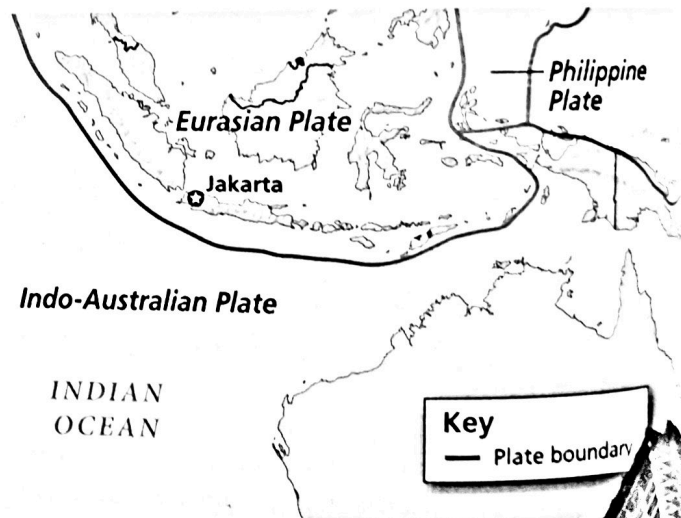 Philippine
Plate
Eurasian Plate
Jakarta
Indo-Australian Plate
INDIAN
OCEAN
Key
Plate boundary